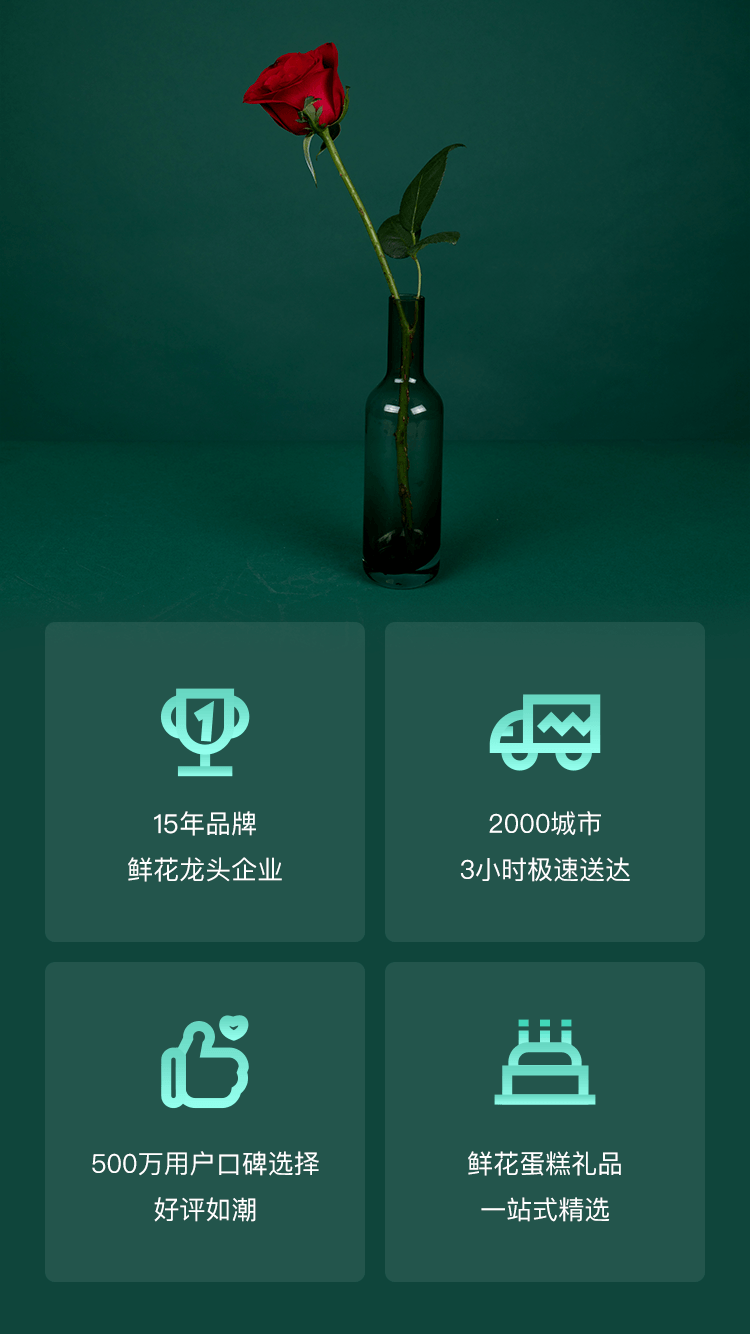 15年品牌
鲜花龙头企业
2000城市
3小时极速送达
500万用户口碑选择
好评如潮
鲜花蛋糕礼品
一站式精选